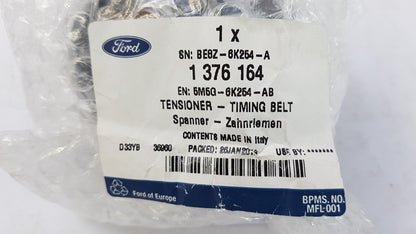 Ford
1 x
SN: BE8Z-6K254-A
1 376 164
EN: 5M5G-6K254-AB
TENSIONER - TIMING BELT
Spanner - Zahnriemen
CONTENTS MADE IN Italy
D33YB 36960 PACKED: USE BY: *******
Ford of Europe
BPMS. NO.
MFL-001